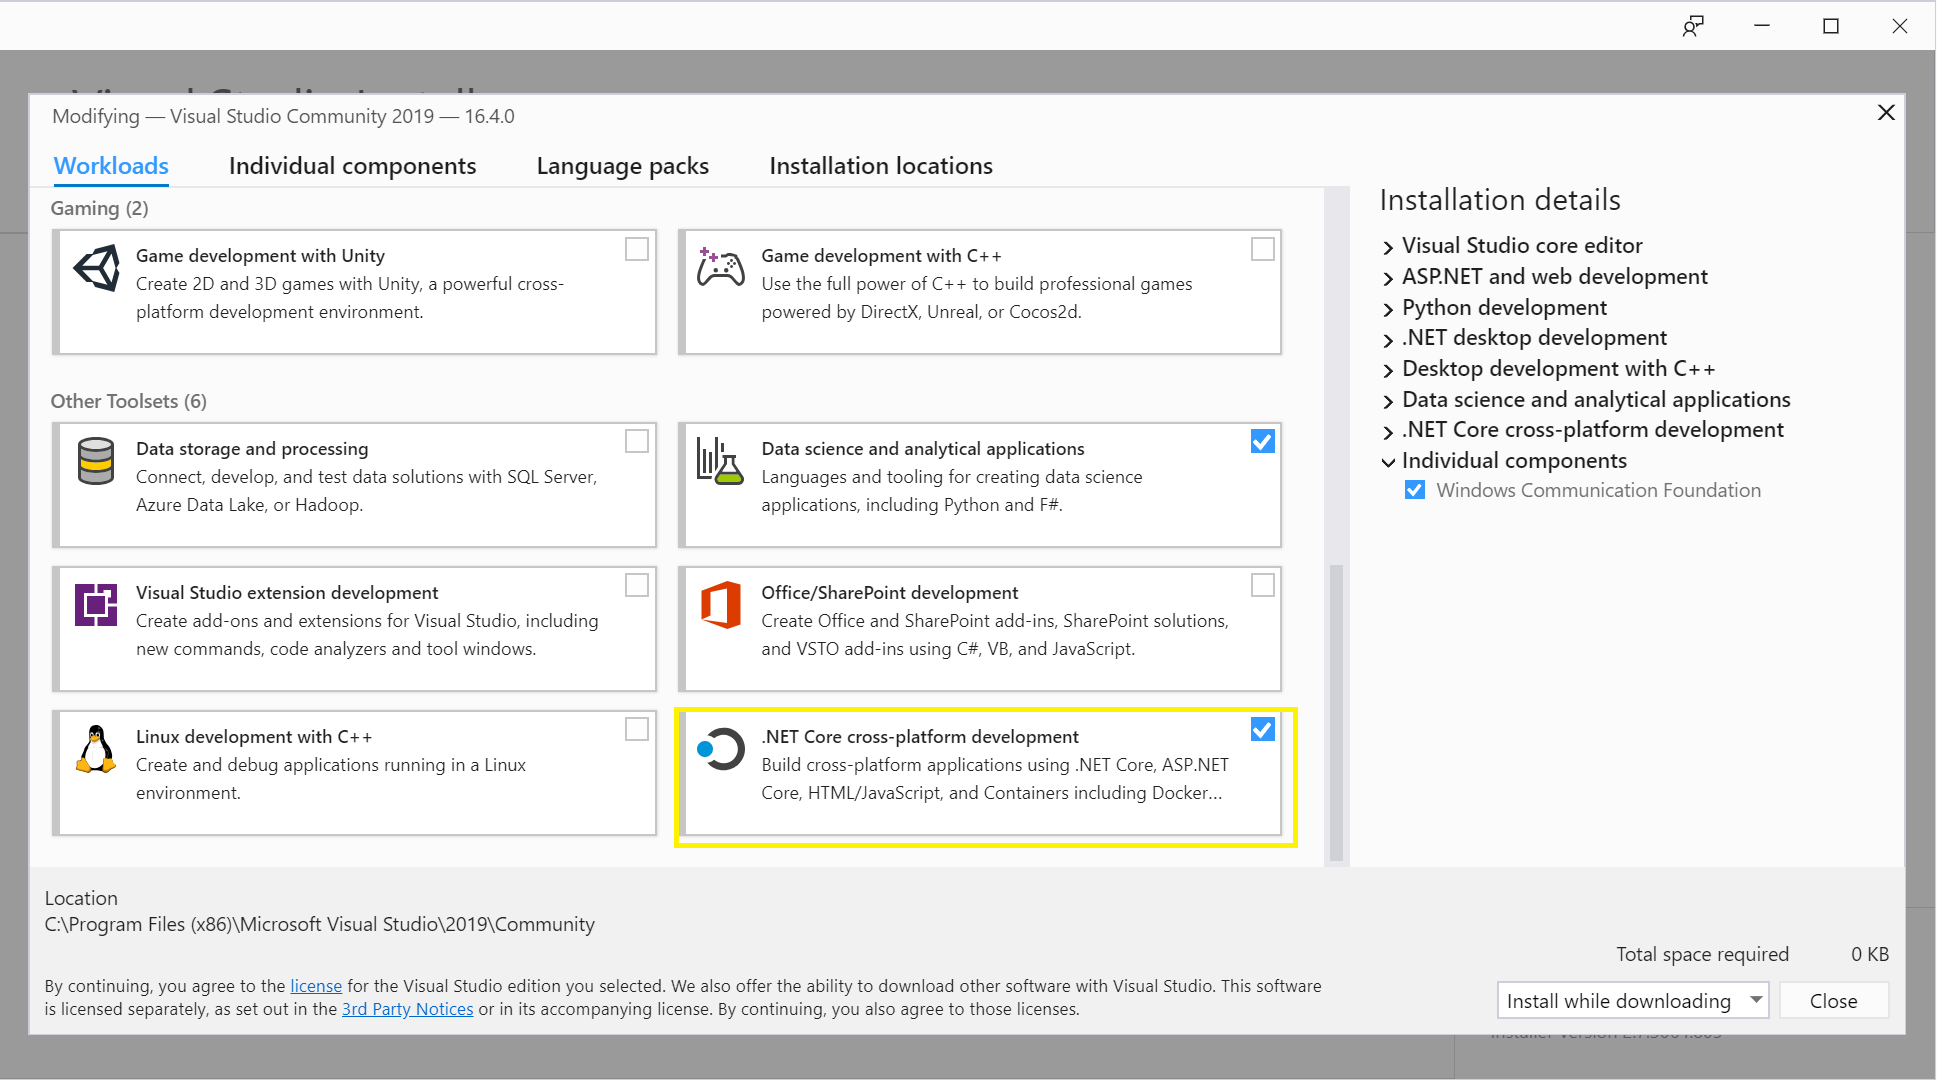 Modifying — Visual Studio Community 2019 — 16.4.0
Workloads Individual components Language packs Installation locations
Gaming (2)
Game development with Unity
Create 2D and 3D games with Unity, a powerful cross-
platform development environment.
Game development with C++
Use the full power of C++ to build professional games
powered by DirectX, Unreal, or Cocos2d.
Other Toolsets (6)
Data storage and processing
Connect, develop, and test data solutions with SQL Server,
Azure Data Lake, or Hadoop.
Data science and analytical applications
Languages and tooling for creating data science
applications, including Python and F#.
Visual Studio extension development
Create add-ons and extensions for Visual Studio, including
new commands, code analyzers and tool windows.
Office/SharePoint development
Create Office and SharePoint add-ins, SharePoint solutions,
and VSTO add-ins using C#, VB, and JavaScript.
Linux development with C++
Create and debug applications running in a Linux
environment.
.NET Core cross-platform development
Build cross-platform applications using .NET Core, ASP.NET
Core, HTML/JavaScript, and Containers including Docker...
Installation details
Visual Studio core editor
ASP.NET and web development
Python development
.NET desktop development
Desktop development with C++
Data science and analytical applications
.NET Core cross-platform development
Individual components
Windows Communication Foundation
Location
C:\Program Files (x86)\Microsoft Visual Studio\2019\Community
Total space required 0 KB
By continuing, you agree to the license for the Visual Studio edition you selected. We also offer the ability to download other software with Visual Studio. This software
is licensed separately, as set out in the 3rd Party Notices or in its accompanying license. By continuing, you also agree to those licenses.
Install while downloading
Close